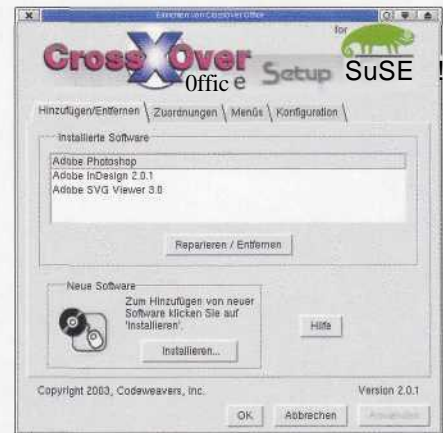 Einrichten von CrossOver Office
for
CrossOver
Office Setup SuSE !
Hinzufügen/Entfernen Zuordnungen Menüs Konfiguration
Installierte Software
Adobe Photoshop
Adobe InDesign 2.0.1
Adobe SVG Viewer 3.0
Reparieren / Entfernen
Neue Software
Zum Hinzufügen von neuer
Software klicken Sie auf
'Installieren'.
Hilfe
Installieren...
Copyright 2003, Codeweavers, Inc. Version 2.0.1
OK Abbrechen Anwenden